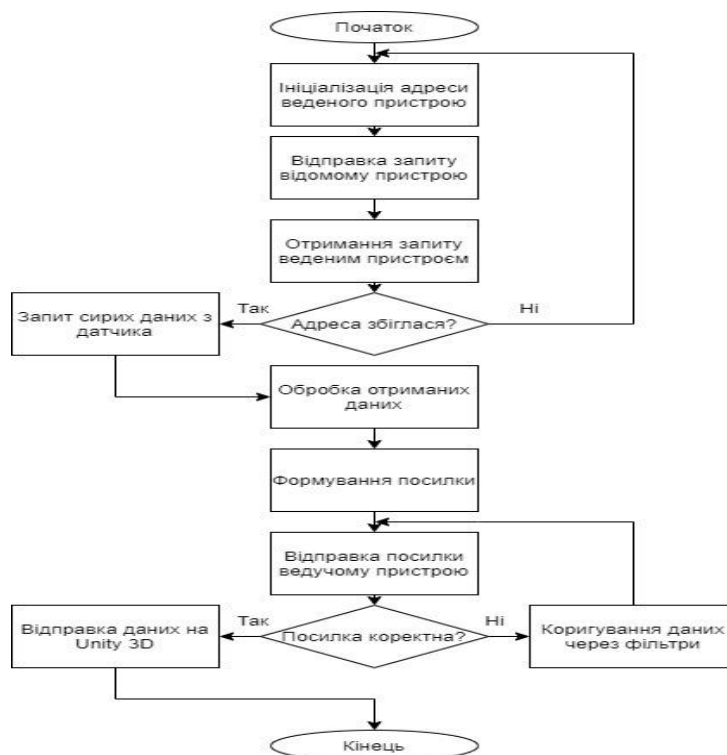 Початок
Ініціалізація адреси
веденого пристрою
Відправка запиту
відомому пристрою
Отримання запиту
веденим пристроєм
Так
Ні
Запит сирих даних з
датчика
Адреса збіглася?
Обробка отриманих
даних
Формування посилки
Відправка посилки
ведучому пристрою
Так
Ні
Відправка даних на
Unity 3D
Посилка коректна?
Коригування даних
через фільтри
Кінець